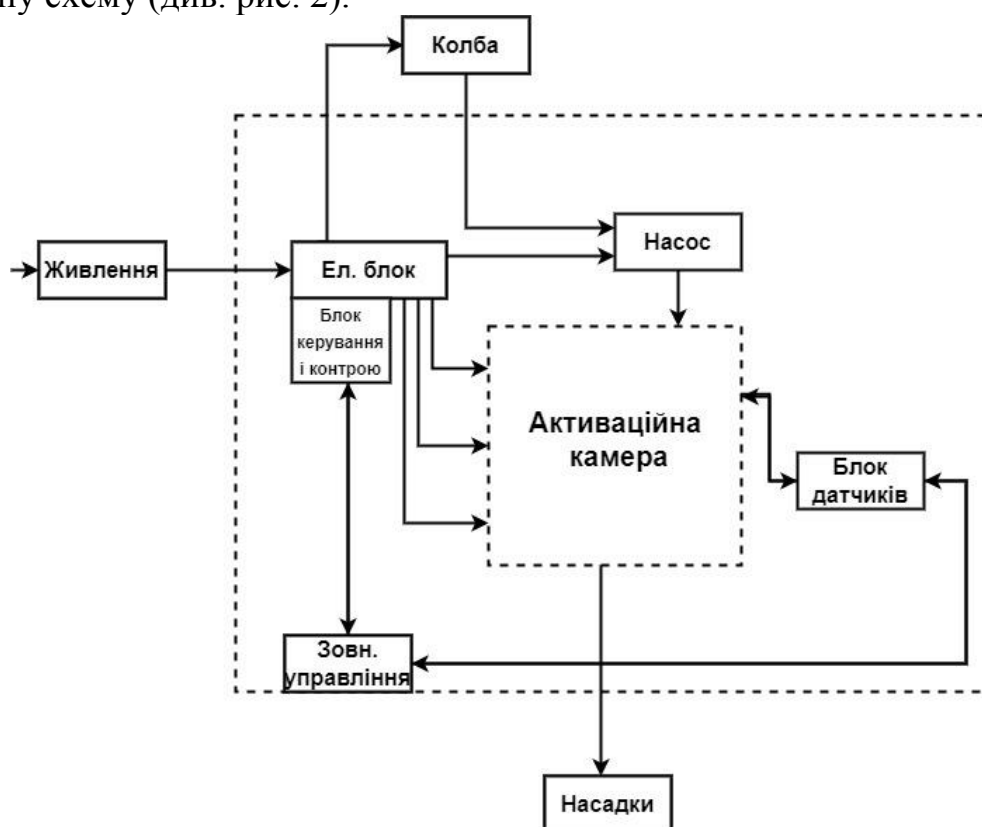 ну схему (див. рис. 2).
Колба
Насос
Живлення
Ел. блок
Блок
керування
і контрою
Активаційна
камера
Блок
датчиків
Зовн.
управління
Насадки